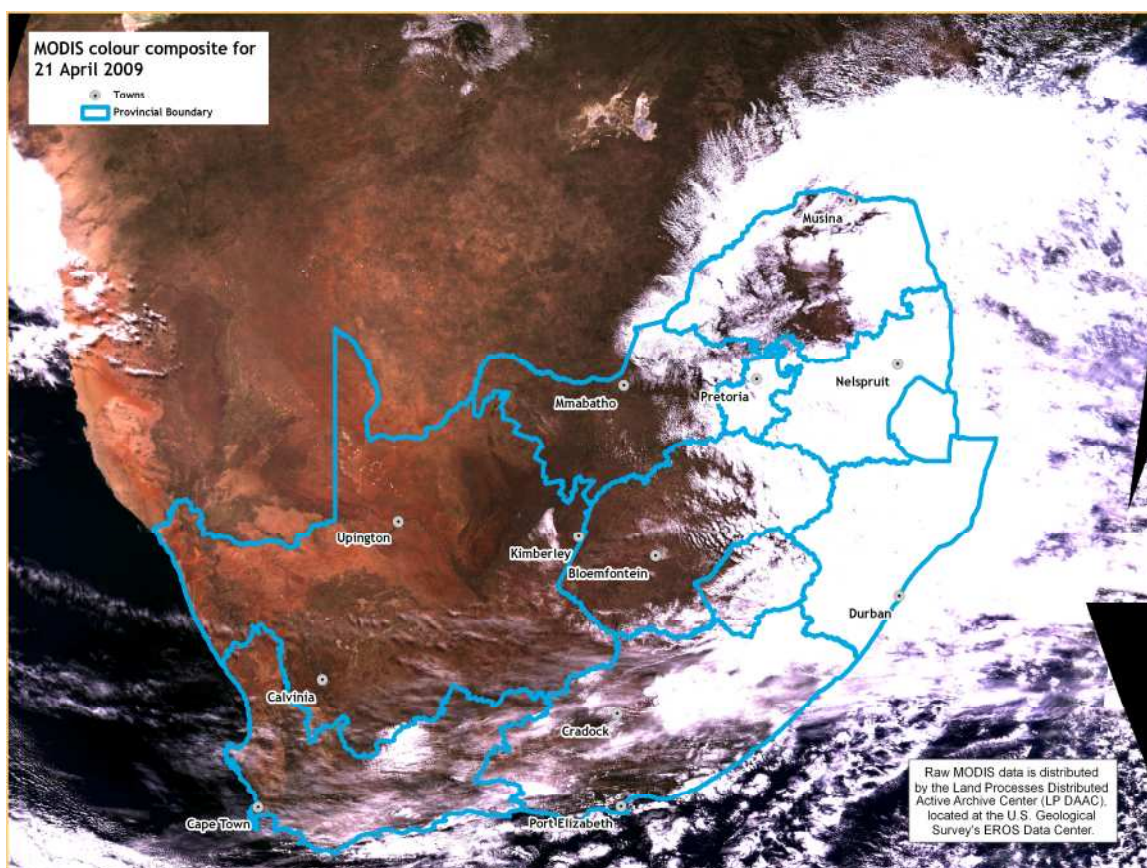 MODIS colour composite for
21 April 2009
Towns
Provincial Boundary
Musina
Nelspruit
Pretoria
Mmabatho
Upington
Kimberley
Bloemfontein
Durban
Calvinia
Cradock
Cape Town
Port Elizabeth
Raw MODIS data is distributed
by the Land Processes Distributed
Active Archive Center (LP DAAC),
located at the U.S. Geological
Survey's EROS Data Center.